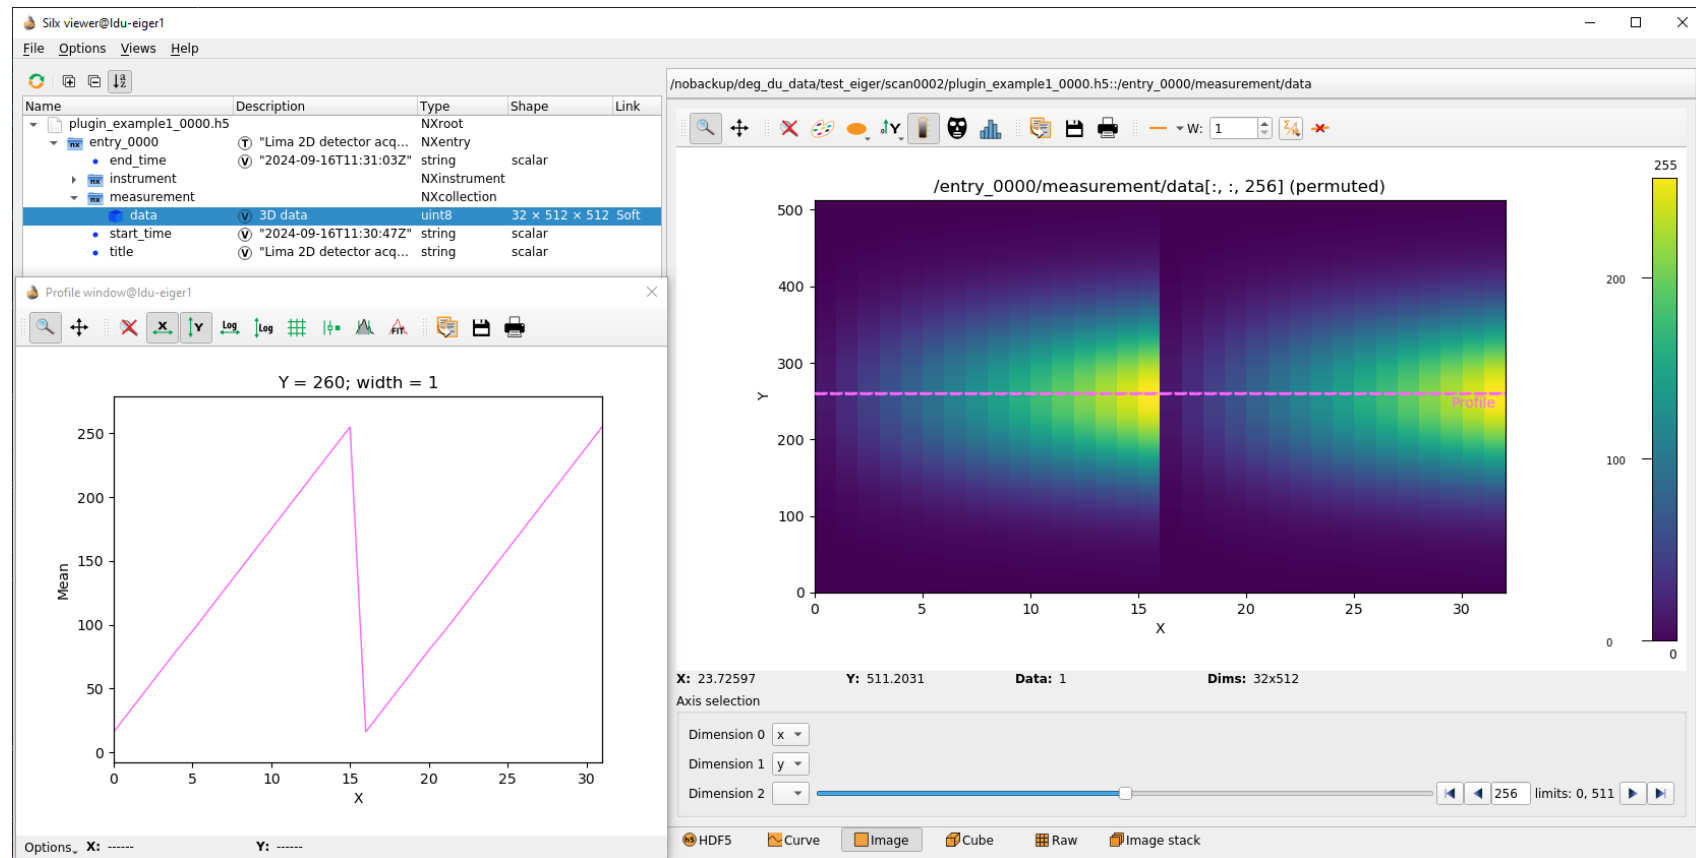 Silx viewer@ldu-eiger1
File Options Views Help
Name Description Type Shape Link
plugin_example1_0000.h5 NXroot
entry_0000 T "Lima 2D detector acq... NXentry
end_time V "2024-09-16T11:31:03Z" string scalar
instrument NXinstrument
measurement NXcollection
data V 3D data uint8 32 × 512 × 512 Soft
start_time V "2024-09-16T11:30:47Z" string scalar
title V "Lima 2D detector acq... string scalar
Profile window@ldu-eiger1
X Y Log Log FIT
Y = 260; width = 1
250
200
150
100
50
0
Mean
0 5 10 15 20 25 30
X
Options X: ------ Y: ------
/nobackup/deg_du_data/test_eiger/scan0002/plugin_example1_0000.h5::/entry_0000/measurement/data
Y W: 1
/entry_0000/measurement/data[:, :, 256] (permuted)
500
400
300
200
100
0
Y
Profile
0 5 10 15 20 25 30
X
255
200
100
0
0
X: 23.72597 Y: 511.2031 Data: 1 Dims: 32x512
Axis selection
Dimension 0 x
Dimension 1 y
Dimension 2 256 limits: 0, 511
HDF5 Curve Image Cube Raw Image stack